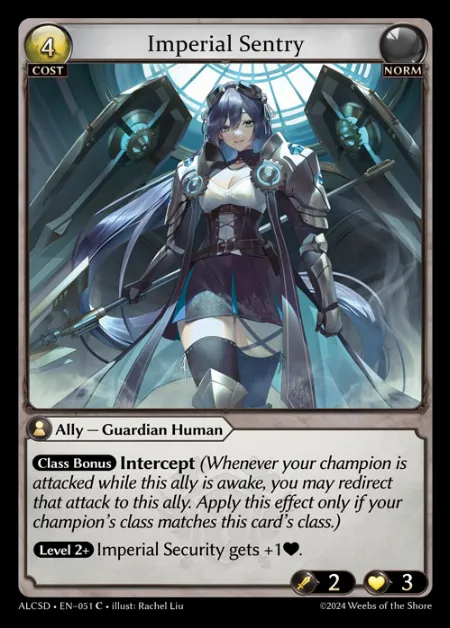 4
Imperial Sentry
COST
NORM
Ally — Guardian Human
Class Bonus Intercept (Whenever your champion is
attacked while this ally is awake, you may redirect
that attack to this ally. Apply this effect only if your
champion's class matches this card's class.)
Level 2+ Imperial Security gets +1♥.
2
3
ALCSD • EN-051 C • illust: Rachel Liu
©2024 Weebs of the Shore